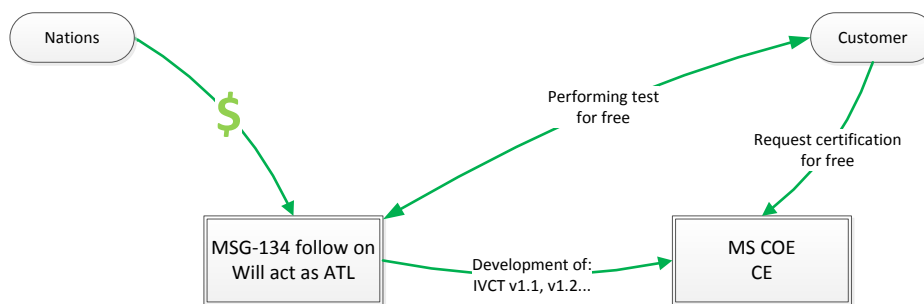 Nations
Customer
$
Performing test
for free
Request certification
for free
MSG-134 follow on
Will act as ATL
Development of:
IVCT v1.1, v1.2...
MS COE
CE